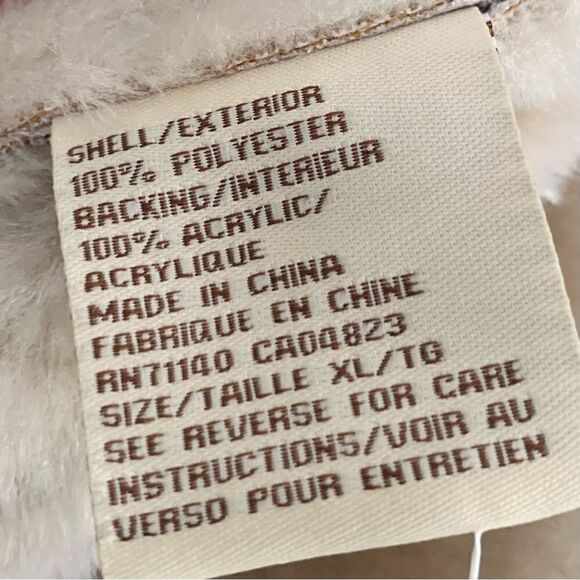 SHELL/EXTERIOR
100% POLYESTER
BACKING/INTERIEUR
100% ACRYLIC/
ACRYLIQUE
MADE IN CHINA
FABRIQUE EN CHINE
RN71140 CA04823
SIZE/TAILLE XL/TG
SEE REVERSE FOR CARE
INSTRUCTIONS/VOIR AU
VERSO POUR ENTRETIEN